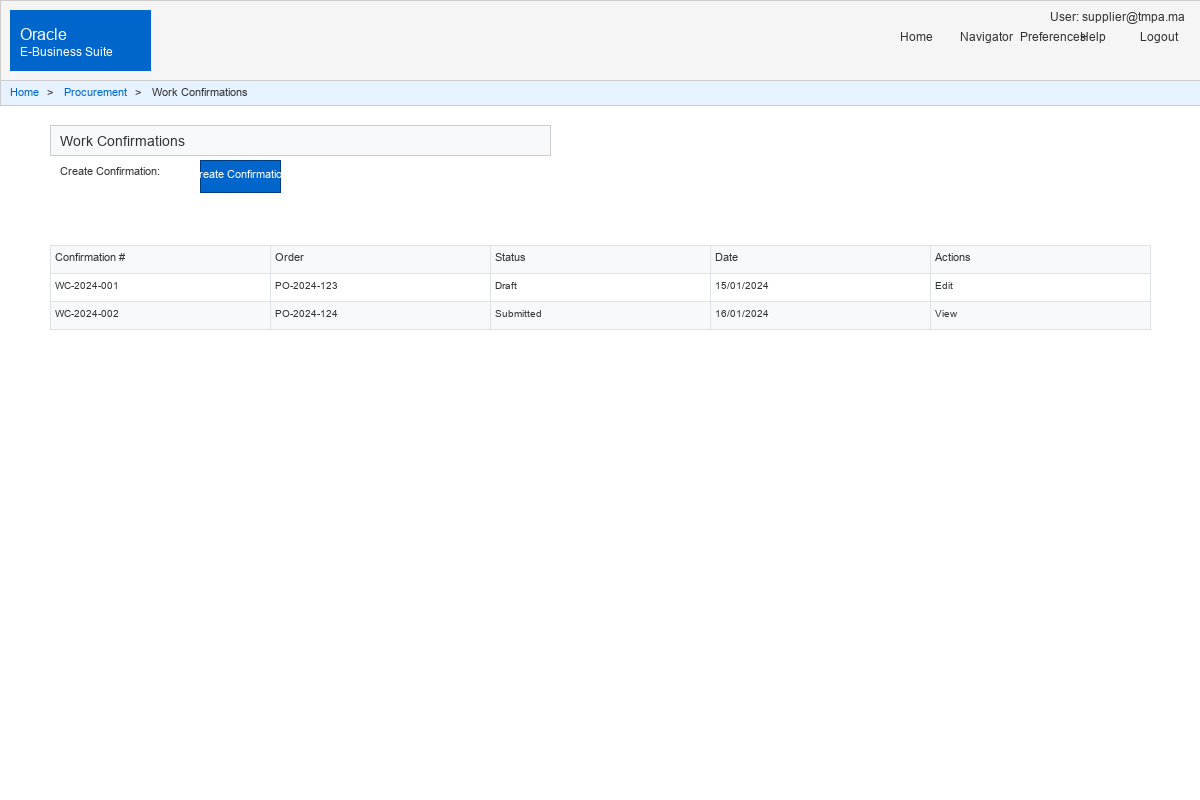 Oracle
E-Business Suite
User: supplier@tmpa.ma
Home Navigator Preferences Help Logout
Home > Procurement > Work Confirmations
Work Confirmations
Create Confirmation: reate Confirmatio
Confirmation # Order Status Date Actions
WC-2024-001 PO-2024-123 Draft 15/01/2024 Edit
WC-2024-002 PO-2024-124 Submitted 16/01/2024 View